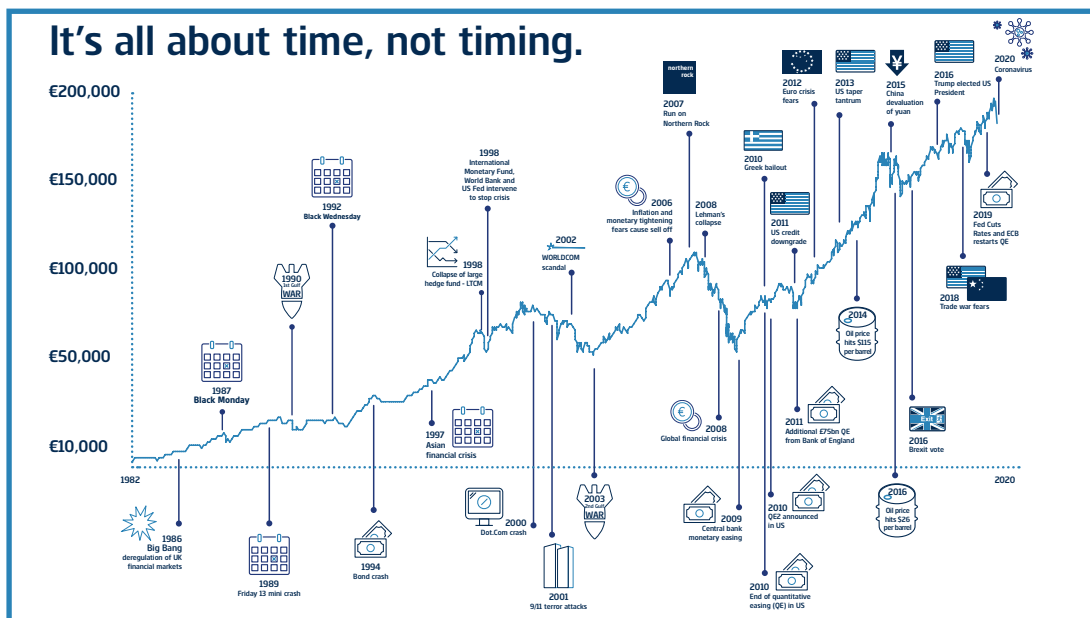 It's all about time, not timing.
€200,000
€150,000
€100,000
€50,000
€10,000
1982
2020
1986
Big Bang
deregulation of UK
financial markets
1987
Black Monday
1989
Friday 13 mini crash
1990
1st Gulf
WAR
1992
Black Wednesday
1994
Bond crash
1997
Asian
financial crisis
1998
Collapse of large
hedge fund - LTCM
1998
International
Monetary Fund,
World Bank and
US Fed intervene
to stop crisis
2000
Dot.Com crash
2001
9/11 terror attacks
2002
WORLDCOM
scandal
2003
2nd Gulf
WAR
2006
Inflation and
monetary tightening
fears cause sell off
northern
rock
2007
Run on
Northern Rock
2008
Lehman's
collapse
2008
Global financial crisis
2009
Central bank
monetary easing
2010
Greek bailout
2010
QE2 announced
in US
2010
End of quantitative
easing (QE) in US
2011
US credit
downgrade
2011
Additional £75bn QE
from Bank of England
2012
Euro crisis
fears
2013
US taper
tantrum
2014
Oil price
hits $115
per barrel
¥
2015
China
devaluation
of yuan
2016
Oil price
hits $26
per barrel
Exit
2016
Brexit vote
2016
Trump elected US
President
2018
Trade war fears
2019
Fed Cuts
Rates and ECB
restarts QE
2020
Coronavirus